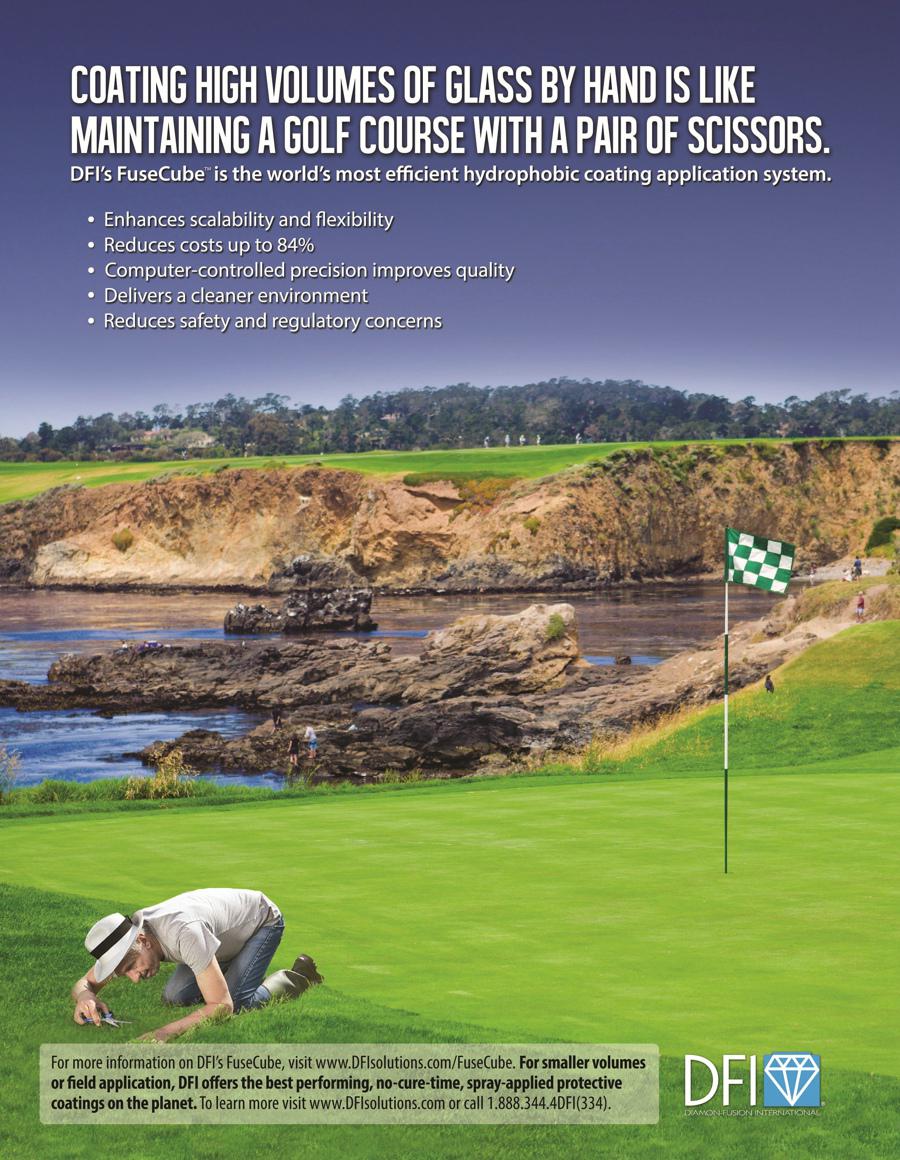 COATING HIGH VOLUMES OF GLASS BY HAND IS LIKE
MAINTAINING A GOLF COURSE WITH A PAIR OF SCISSORS.
DFI's FuseCube™ is the world's most efficient hydrophobic coating application system.
• Enhances scalability and flexibility
• Reduces costs up to 84%
• Computer-controlled precision improves quality
• Delivers a cleaner environment
• Reduces safety and regulatory concerns
For more information on DFI's FuseCube, visit www.DFIsolutions.com/FuseCube. For smaller volumes
or field application, DFI offers the best performing, no-cure-time, spray-applied protective
coatings on the planet. To learn more visit www.DFIsolutions.com or call 1.888.344.4DFI(334).
DFI
DIAMON-FUSION INTERNATIONAL